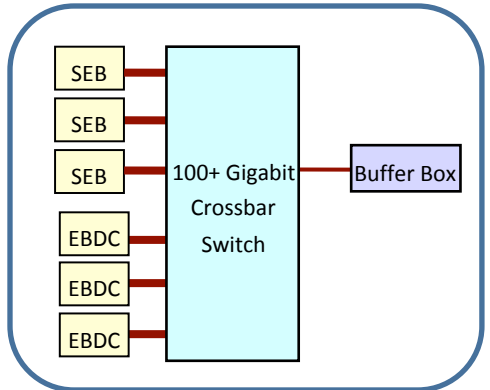 SEB
SEB
SEB
EBDC
EBDC
EBDC
100+ Gigabit
Crossbar
Switch
Buffer Box